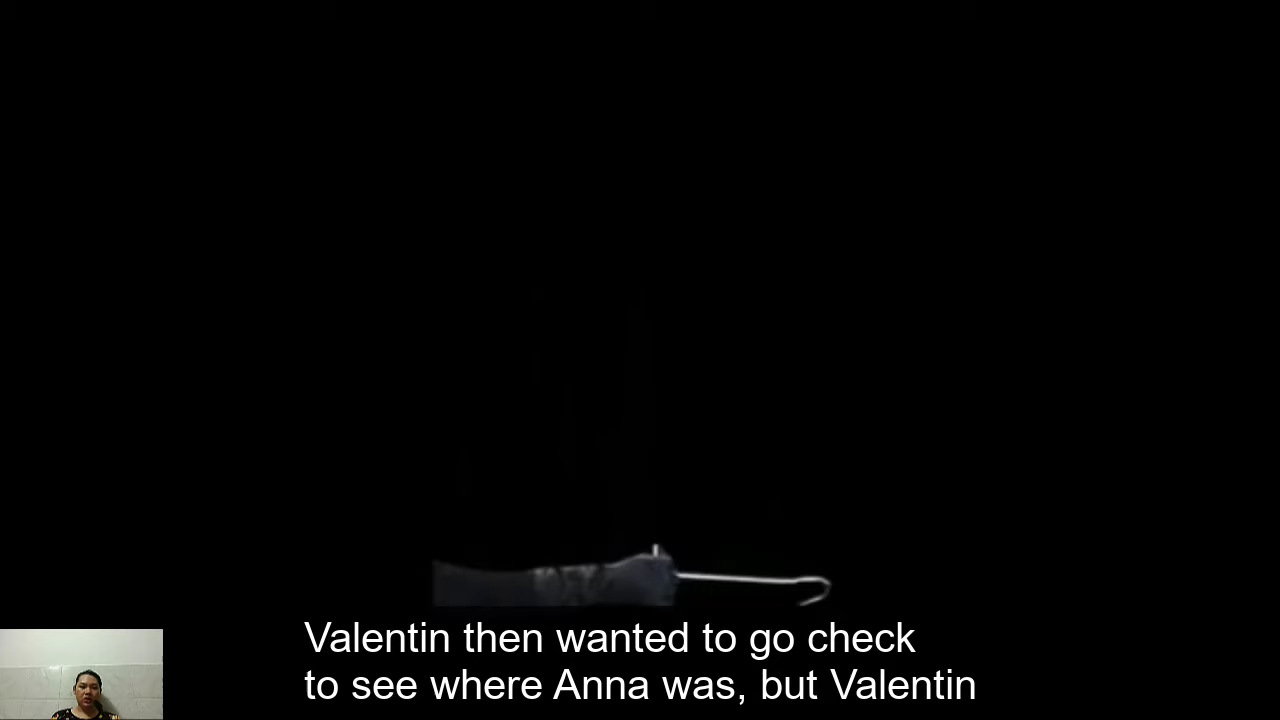 Valentin then wanted to go check
to see where Anna was, but Valentin